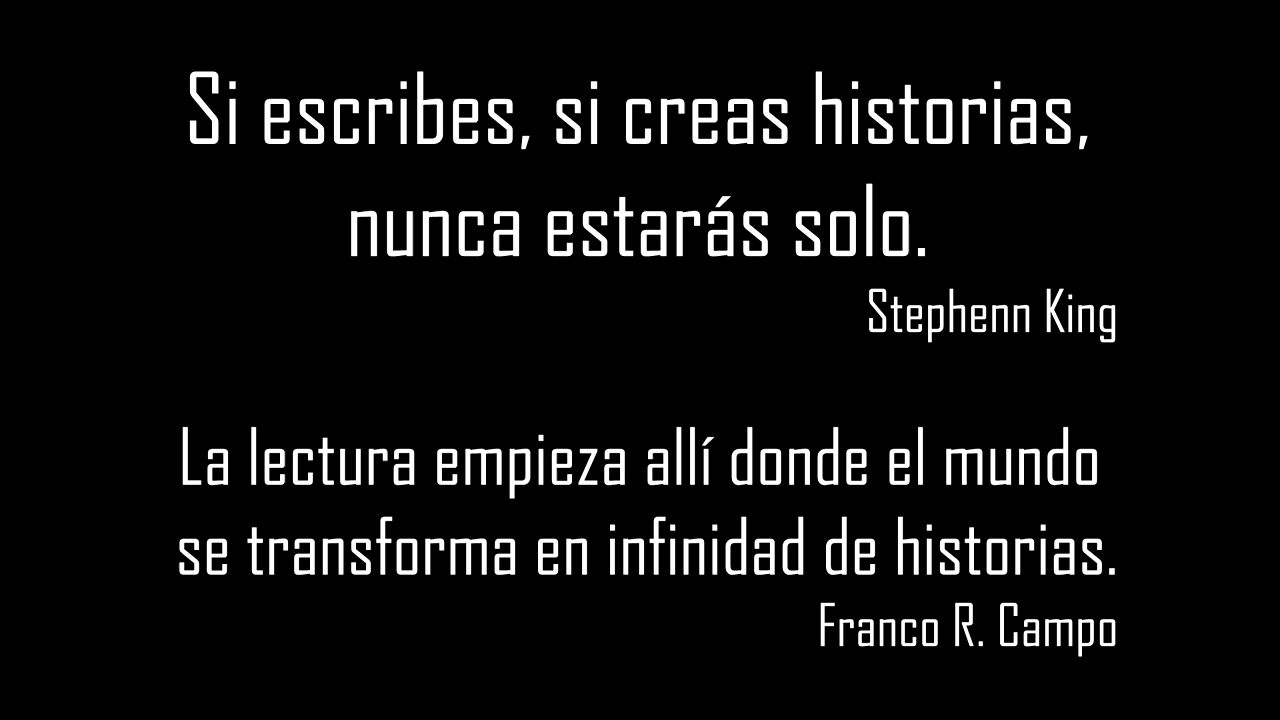 Si escribes, si creas historias,
nunca estarás solo.
Stephenn King
La lectura empieza allí donde el mundo
se transforma en infinidad de historias.
Franco R. Campo